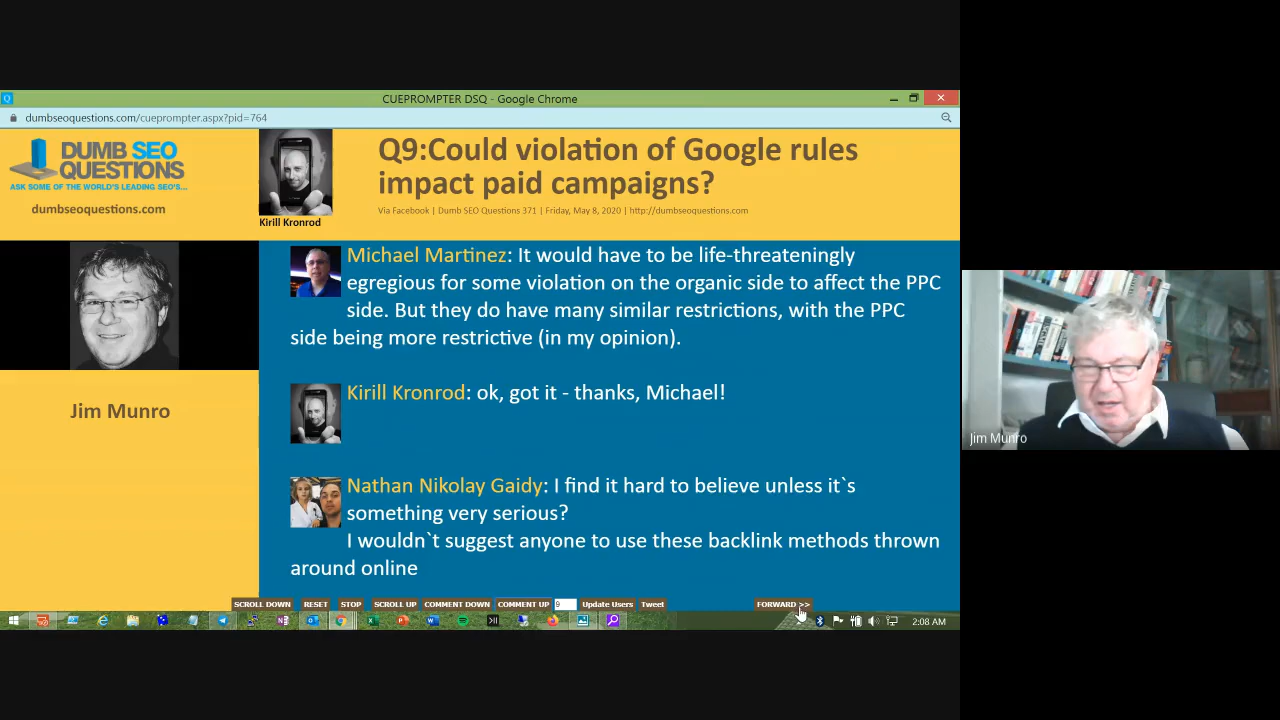 CUEPROMPTER DSQ - Google Chrome
dumbseoquestions.com/cueprompter.aspx?pid=764
DUMB SEO
QUESTIONS
ASK SOME OF THE WORLD'S LEADING SEO'S...
dumbseoquestions.com
Kirill Kronrod
Q9:Could violation of Google rules
impact paid campaigns?
Via Facebook | Dumb SEO Questions 371 | Friday, May 8, 2020 | http://dumbseoquestions.com
Jim Munro
Michael Martinez: It would have to be life-threateningly
egregious for some violation on the organic side to affect the PPC
side. But they do have many similar restrictions, with the PPC
side being more restrictive (in my opinion).
Kirill Kronrod: ok, got it - thanks, Michael!
Nathan Nikolay Gaidy: I find it hard to believe unless it`s
something very serious?
I wouldn`t suggest anyone to use these backlink methods thrown
around online
SCROLL DOWN RESET STOP SCROLL UP COMMENT DOWN COMMENT UP 9 Update Users Tweet FORWARD >>
2:08 AM
Jim Munro